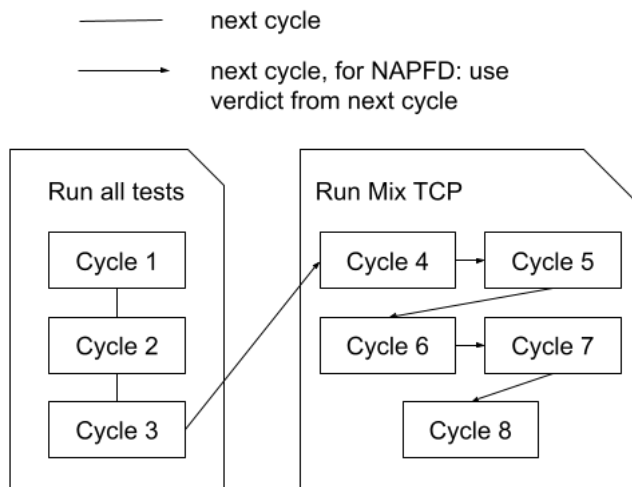 next cycle
next cycle, for NAPFD: use
verdict from next cycle
Run all tests
Cycle 1
Cycle 2
Cycle 3
Run Mix TCP
Cycle 4
Cycle 5
Cycle 6
Cycle 7
Cycle 8